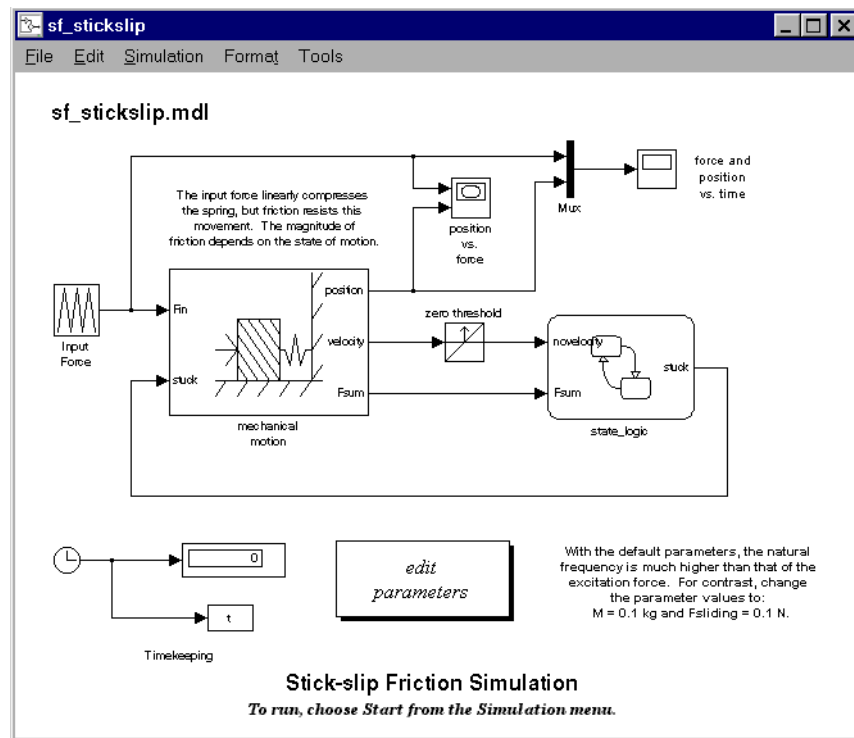 sf_stickslip
File Edit Simulation Format Tools
sf_stickslip.mdl
The input force linearly compresses
the spring, but friction resists this
movement. The magnitude of
friction depends on the state of motion.
position
vs.
force
Mux
force and
position
vs. time
Input
Force
Fin
stuck
position
velocity
Fsum
mechanical
motion
zero threshold
novelocity
Fsum
stuck
state_logic
0
t
Timekeeping
edit
parameters
With the default parameters, the natural
frequency is much higher than that of the
excitation force. For contrast, change
the parameter values to:
M = 0.1 kg and Fsliding = 0.1 N.
Stick-slip Friction Simulation
To run, choose Start from the Simulation menu.